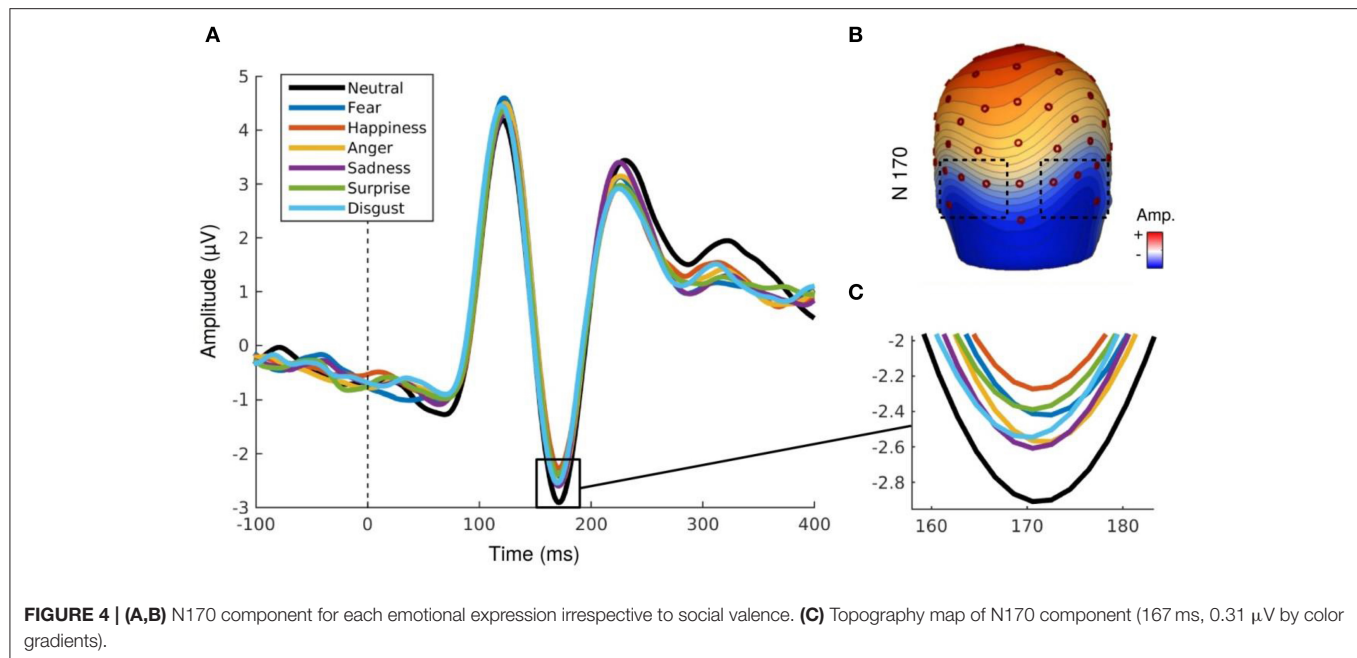 A
5
4
3
2
1
0
-1
-2
-3
Amplitude (μV)
Neutral
Fear
Happiness
Anger
Sadness
Surprise
Disgust
-100
0
100
200
300
400
Time (ms)
B
N 170
Amp.
+
-
C
-2
-2.2
-2.4
-2.6
-2.8
160
170
180
FIGURE 4 | (A,B) N170 component for each emotional expression irrespective to social valence. (C) Topography map of N170 component (167 ms, 0.31 μV by color
gradients).